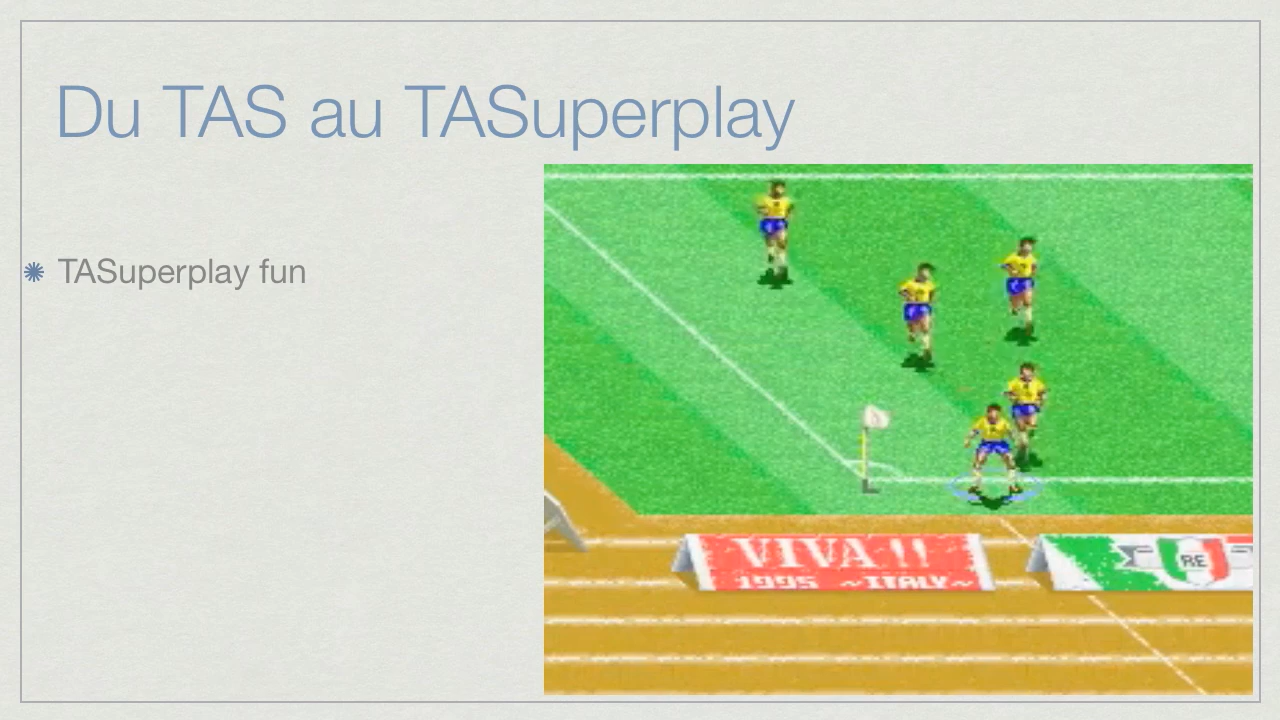 Du TAS au TASuperplay
TASuperplay fun
VIVA !!
1995 ~ITALY~
RE